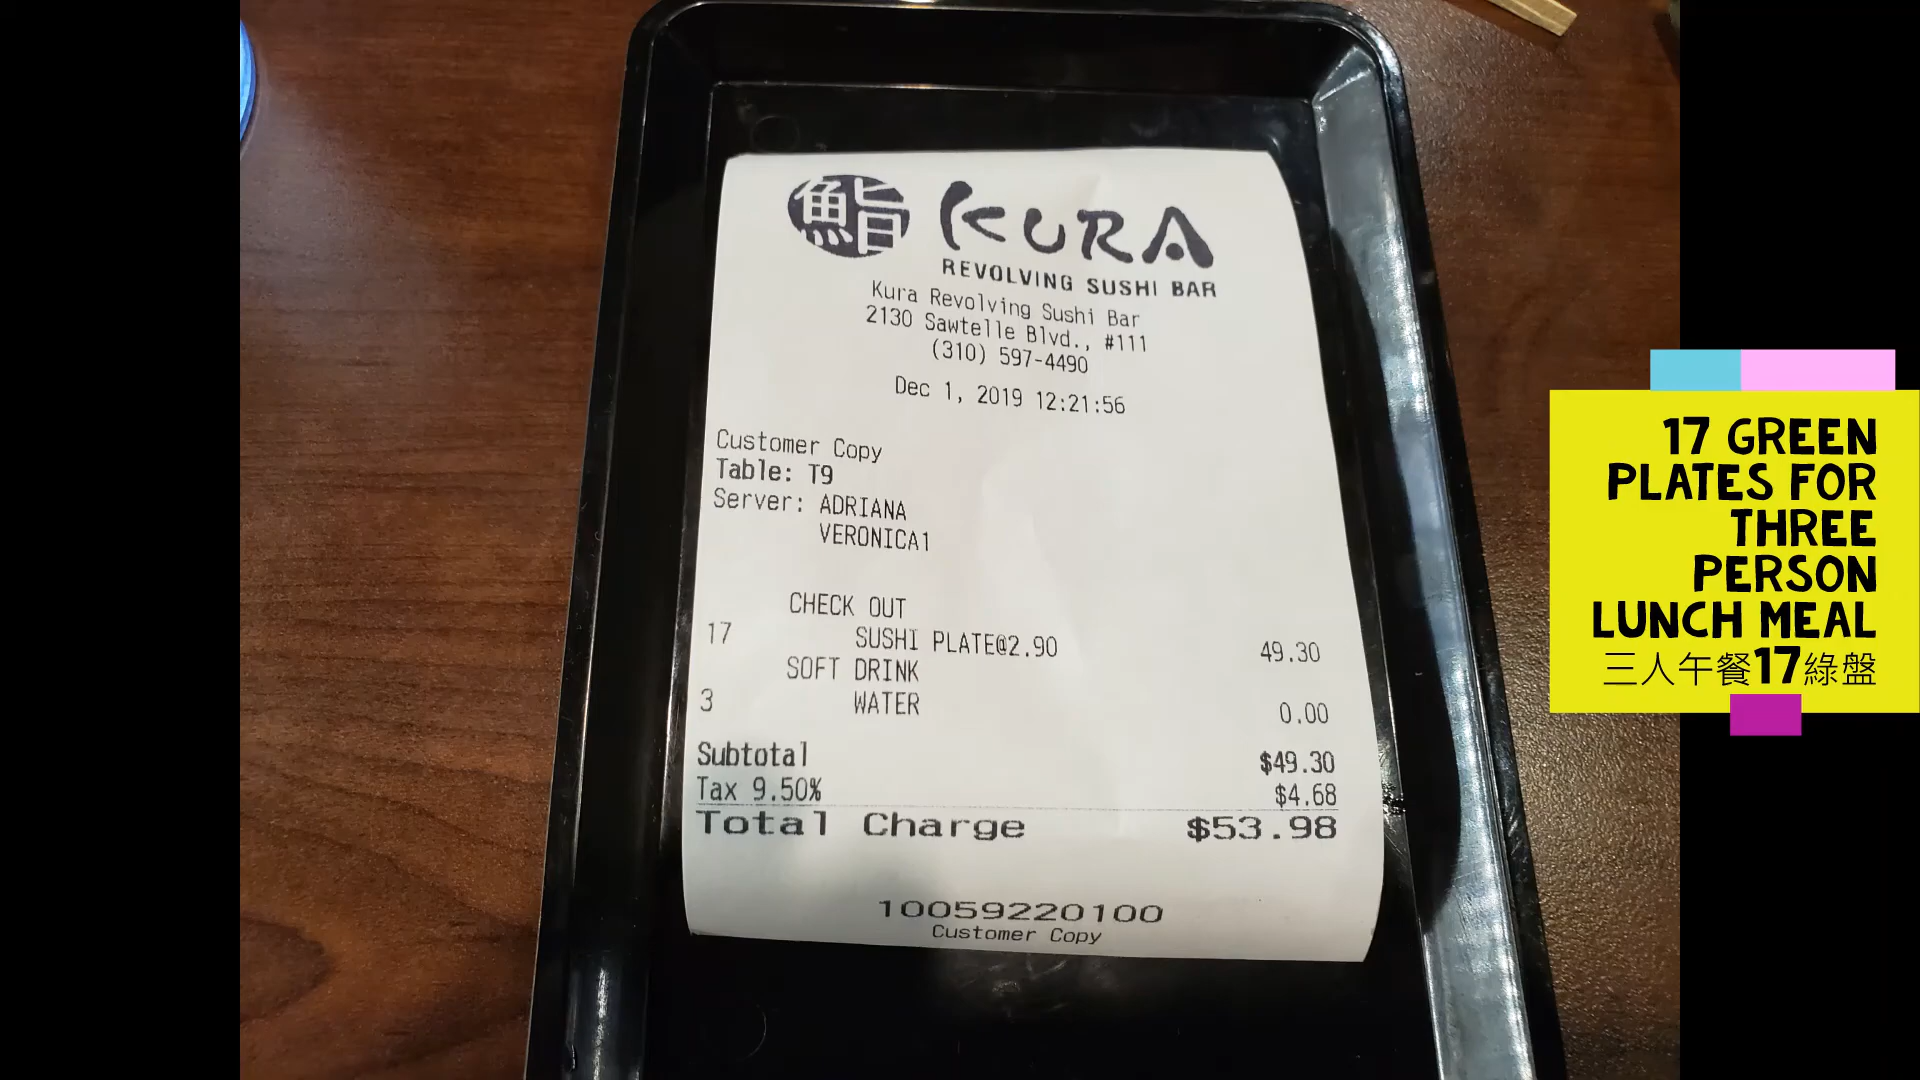 鮨 KURA
REVOLVING SUSHI BAR
Kura Revolving Sushi Bar
2130 Sawtelle Blvd., #111
(310) 597-4490
Dec 1, 2019 12:21:56
Customer Copy
Table: T9
Server: ADRIANA
VERONICA1
CHECK OUT
17 SUSHI PLATE@2.90 49.30
SOFT DRINK
3 WATER 0.00
Subtotal $49.30
Tax 9.50% $4.68
Total Charge $53.98
10059220100
Customer Copy
17 GREEN
PLATES FOR
THREE
PERSON
LUNCH MEAL
三人午餐17綠盤